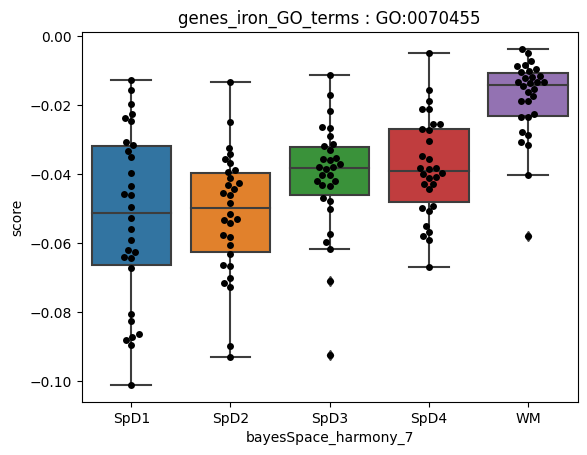 genes_iron_GO_terms : GO:0070455
0.00
−0.02
−0.04
−0.06
−0.08
−0.10
score
SpD1 SpD2 SpD3 SpD4 WM
bayesSpace_harmony_7